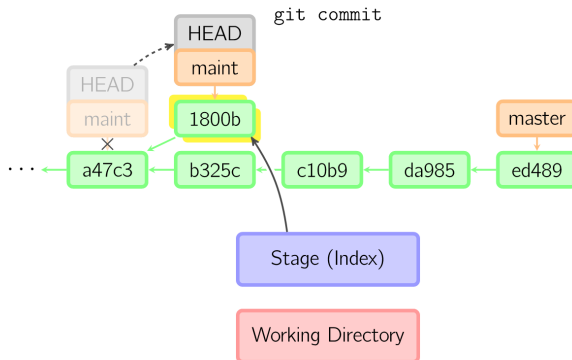 git commit
HEAD
maint
HEAD
maint
1800b
master
... a47c3 b325c c10b9 da985 ed489
Stage (Index)
Working Directory